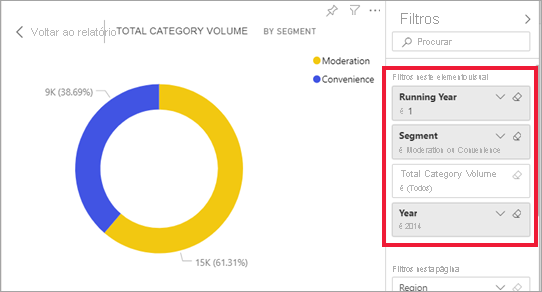 Voltar ao relatório
TOTAL CATEGORY VOLUME
BY SEGMENT
Moderation
Convenience
9K (38.69%)
15K (61.31%)
Filtros
Procurar
Filtros neste elemento visual
Running Year
é 1
Segment
é Moderation ou Convenience
Total Category Volume
é (Todos)
Year
é 2014
Filtros nesta página
Region